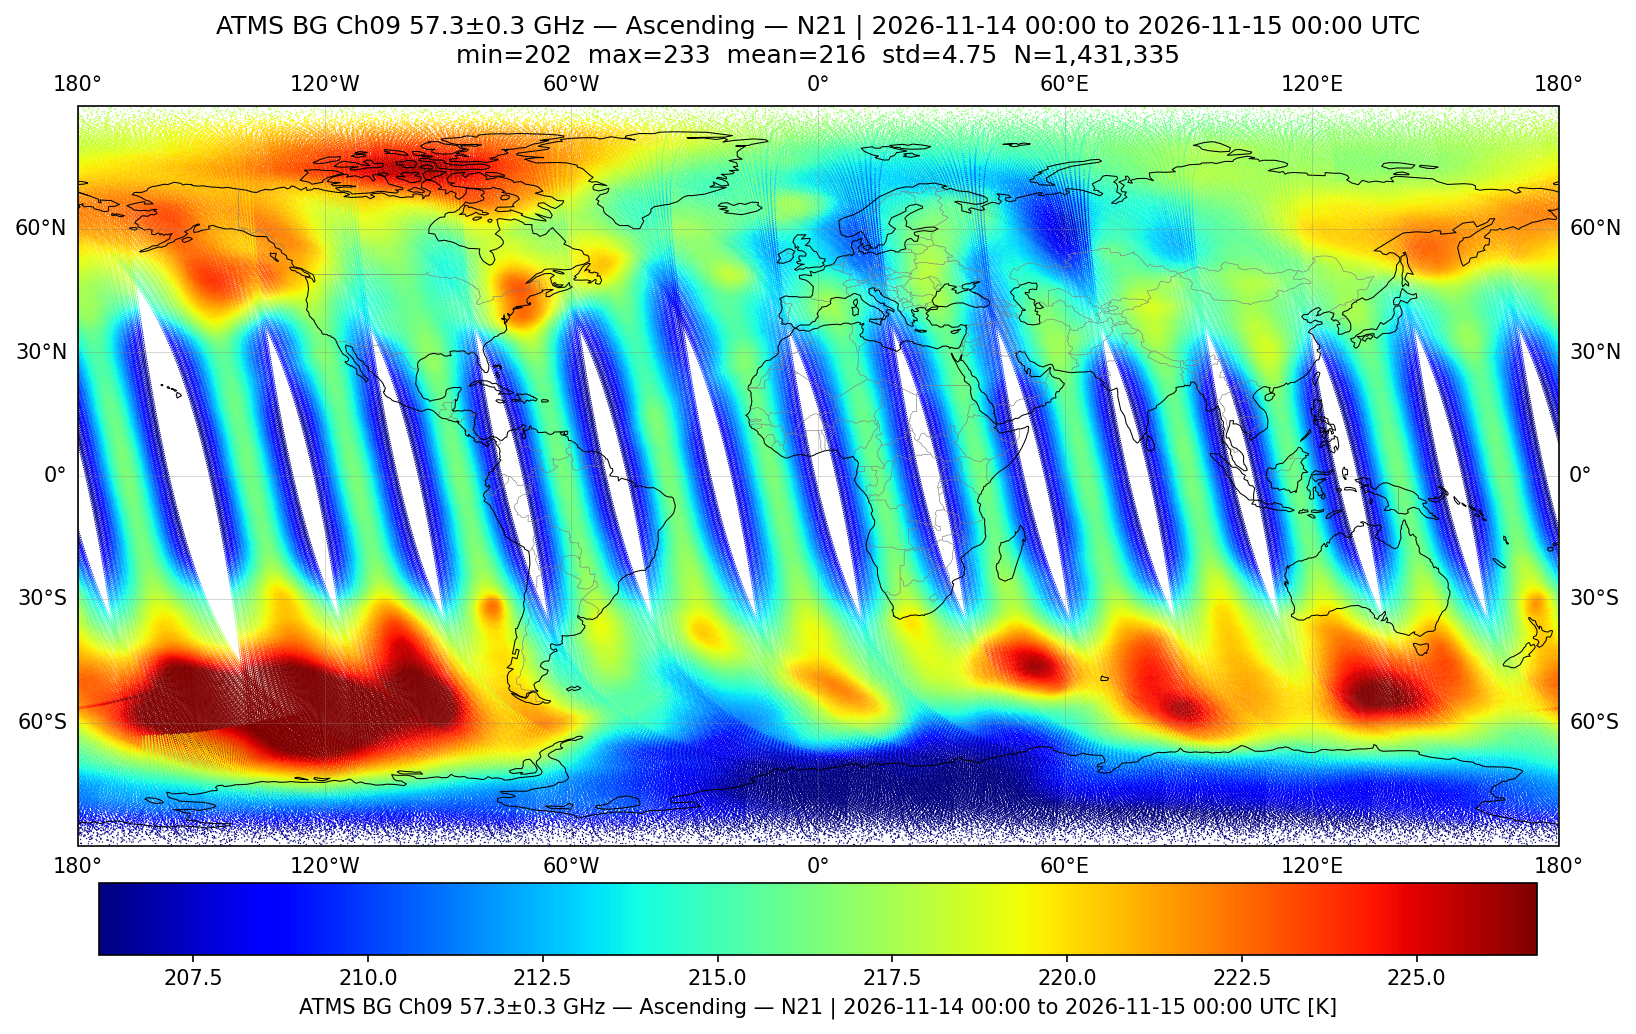 ATMS BG Ch09 57.3±0.3 GHz — Ascending — N21 | 2026-11-14 00:00 to 2026-11-15 00:00 UTC
min=202 max=233 mean=216 std=4.75 N=1,431,335
180° 120°W 60°W 0° 60°E 120°E 180°
60°N 60°N
30°N 30°N
0° 0°
30°S 30°S
60°S 60°S
180° 120°W 60°W 0° 60°E 120°E 180°
207.5 210.0 212.5 215.0 217.5 220.0 222.5 225.0
ATMS BG Ch09 57.3±0.3 GHz — Ascending — N21 | 2026-11-14 00:00 to 2026-11-15 00:00 UTC [K]